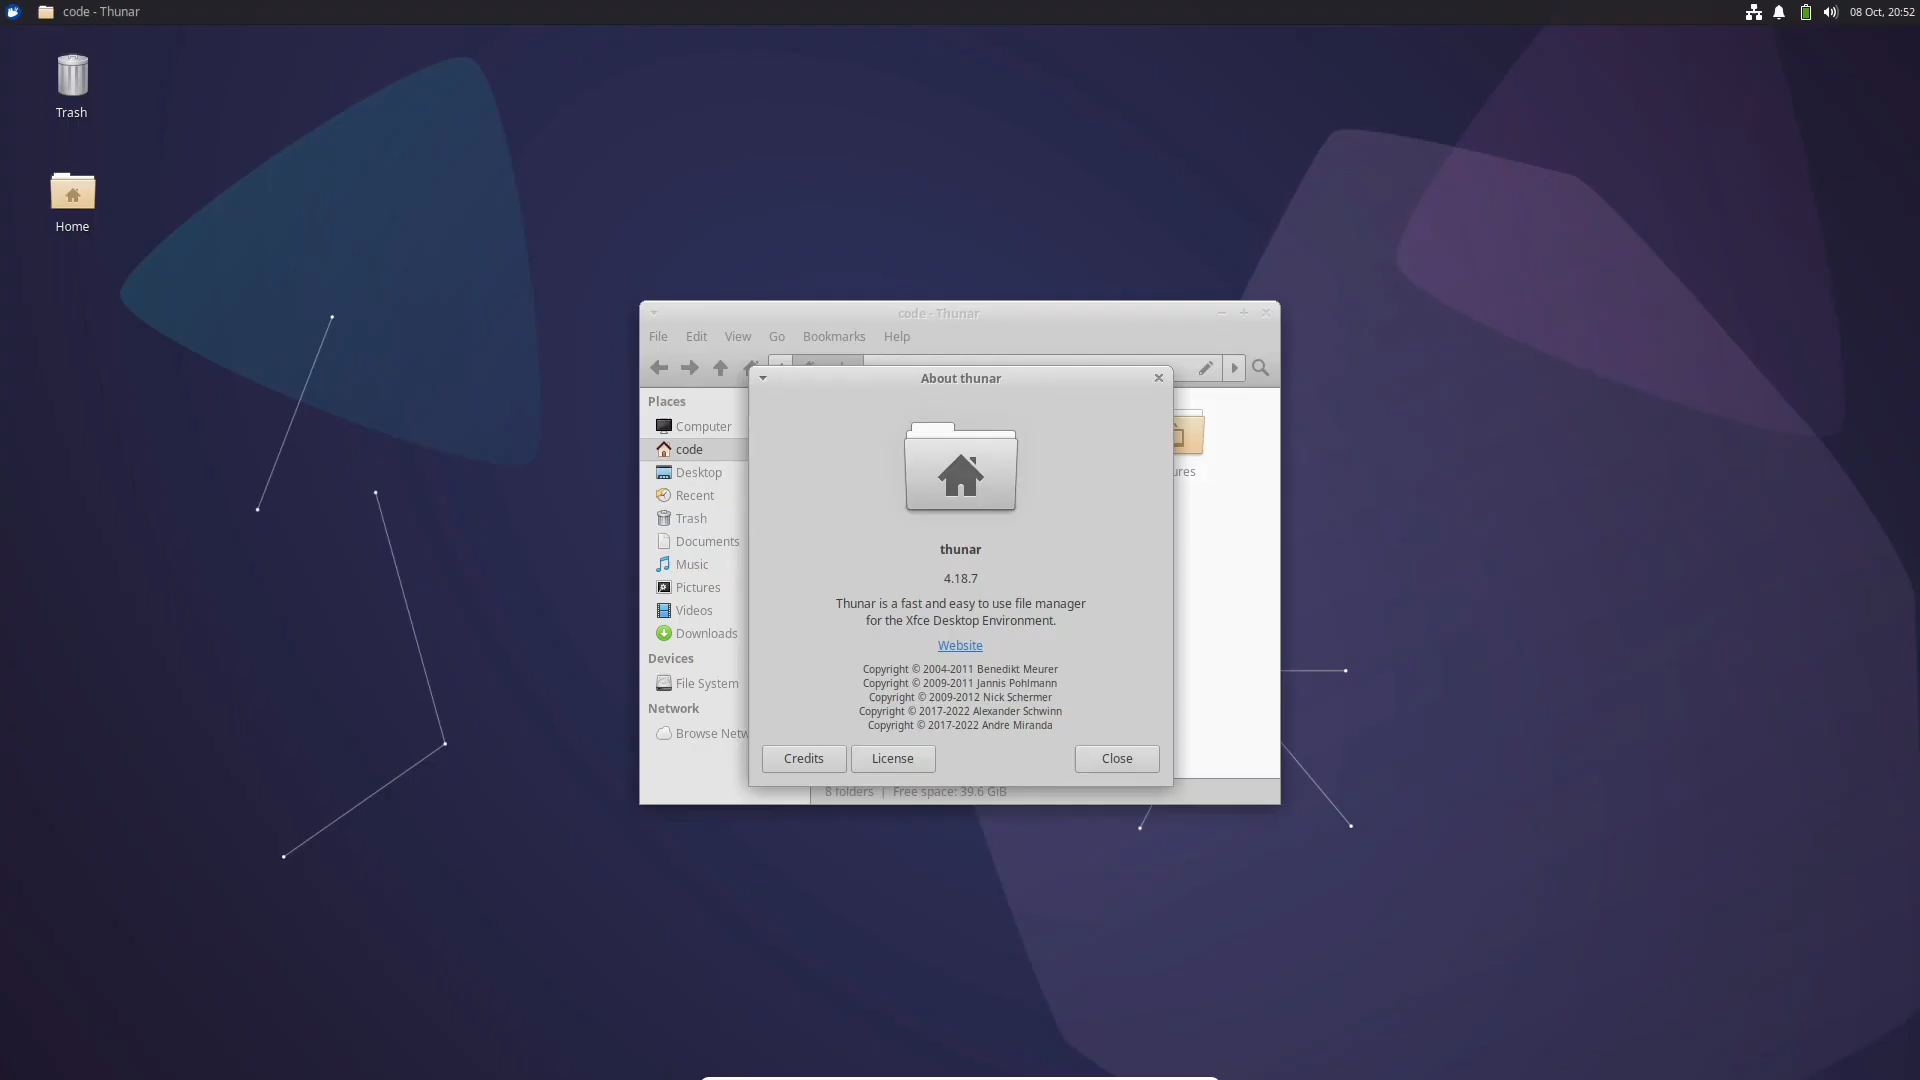 code - Thunar
08 Oct, 20:52
Trash
Home
code - Thunar
File Edit View Go Bookmarks Help
About thunar
Places
Computer
code
Desktop
Recent
Trash
Documents
Music
Pictures
Videos
Downloads
Devices
File System
Network
Browse Netw
ures
thunar
4.18.7
Thunar is a fast and easy to use file manager
for the Xfce Desktop Environment.
Website
Copyright © 2004-2011 Benedikt Meurer
Copyright © 2009-2011 Jannis Pohlmann
Copyright © 2009-2012 Nick Schermer
Copyright © 2017-2022 Alexander Schwinn
Copyright © 2017-2022 Andre Miranda
Credits License Close
8 folders | Free space: 39.6 GiB